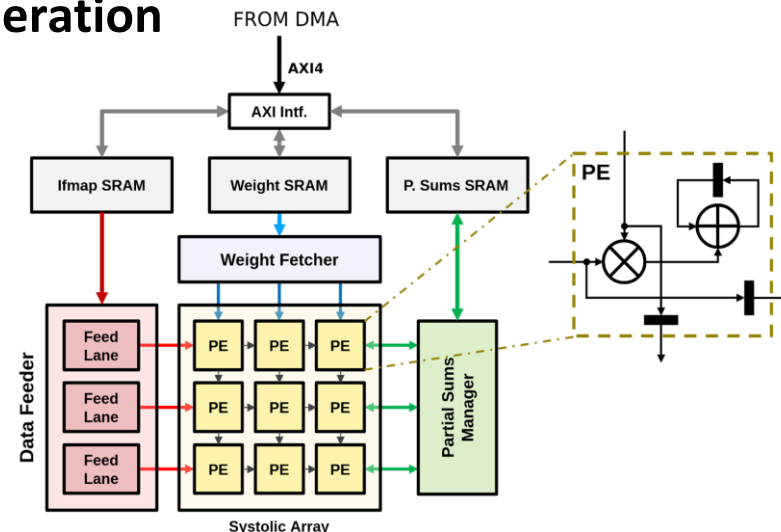 eration
FROM DMA
AXI4
AXI Intf.
Ifmap SRAM
Weight SRAM
P. Sums SRAM
PE
Weight Fetcher
Data Feeder
Feed
Lane
PE
PE
PE
Feed
Lane
PE
PE
PE
Feed
Lane
PE
PE
PE
Partial Sums
Manager
Systolic Array